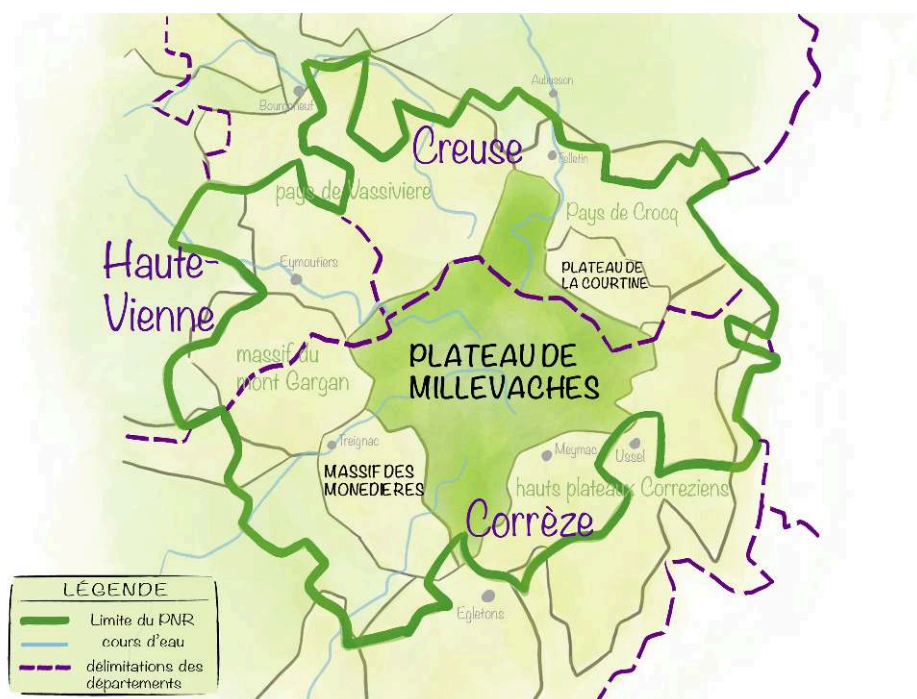 Aubusson
Bourganeuf
Creuse
Felletin
pays de Vassiviere
Pays de Crocq
Haute-
Vienne
Eymoutiers
PLATEAU DE
LA COURTINE
massif du
mont Gargan
PLATEAU DE
MILLEVACHES
Treignac
MASSIF DES
MONEDIERES
Meymac
Ussel
hauts plateaux Correziens
Corrèze
Egletons
LÉGENDE
Limite du PNR
cours d'eau
délimitations des
départements